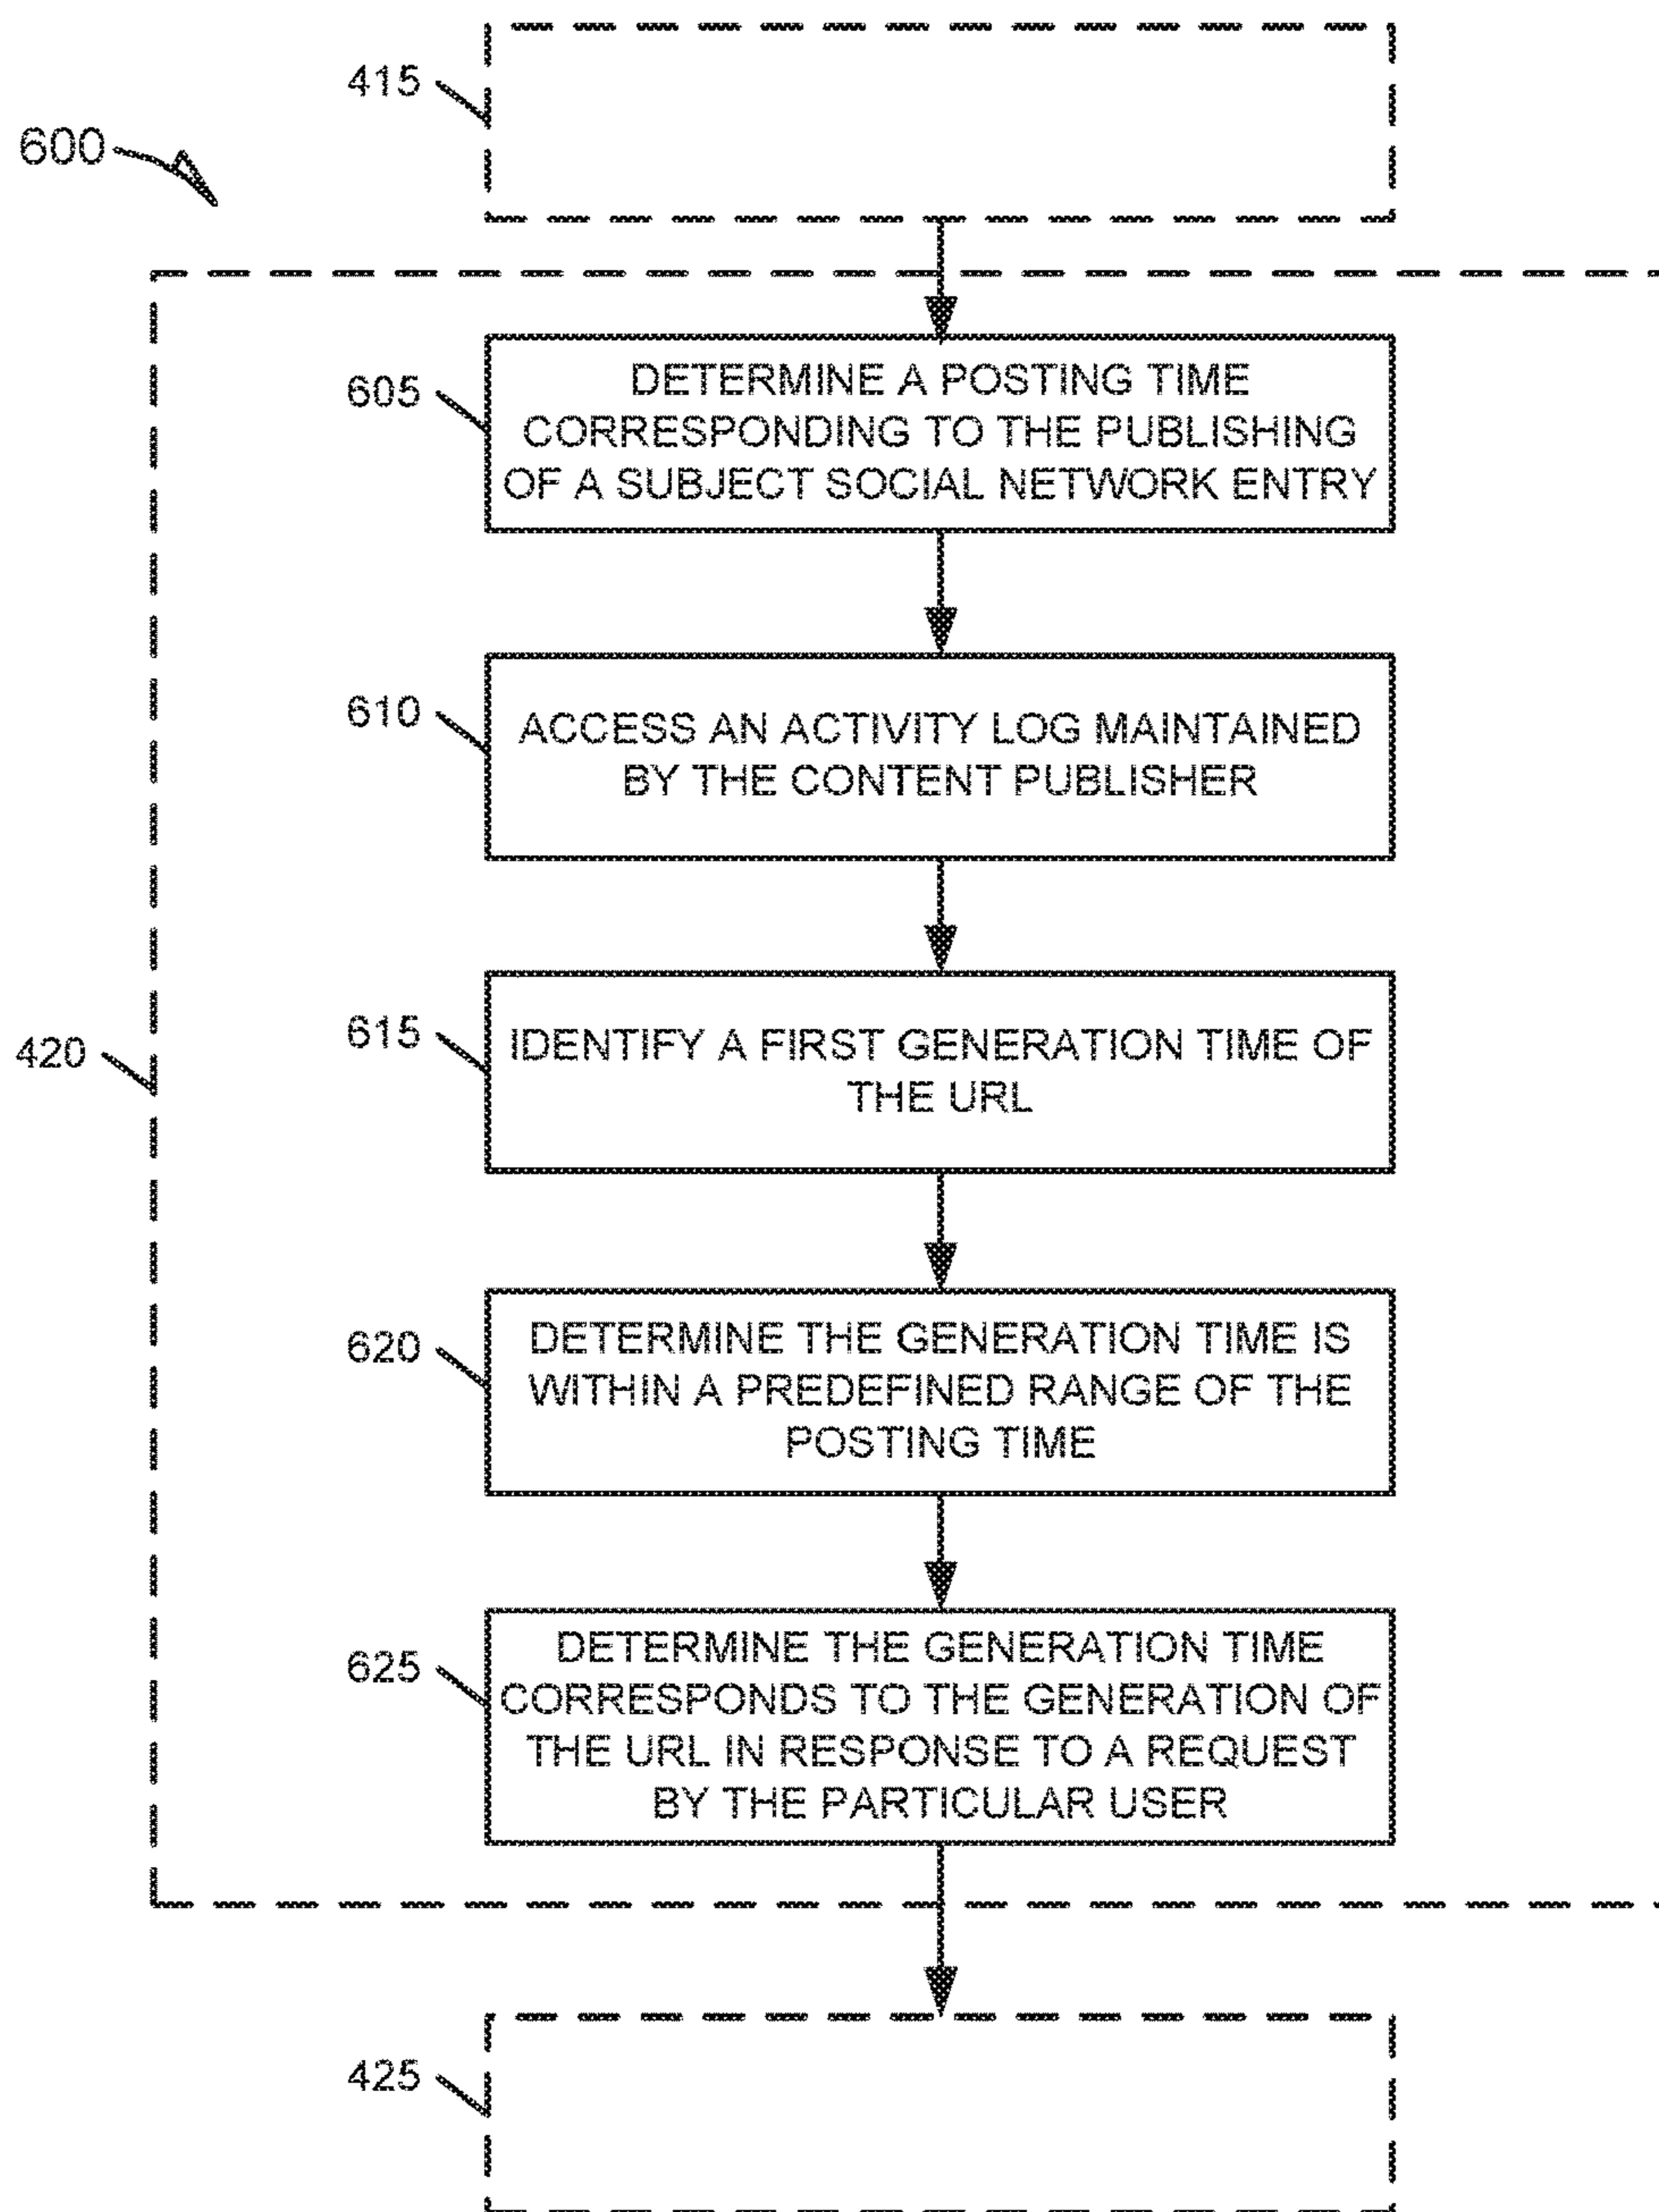 415
600
605
DETERMINE A POSTING TIME
CORRESPONDING TO THE PUBLISHING
OF A SUBJECT SOCIAL NETWORK ENTRY
610
ACCESS AN ACTIVITY LOG MAINTAINED
BY THE CONTENT PUBLISHER
420
615
IDENTIFY A FIRST GENERATION TIME OF
THE URL
620
DETERMINE THE GENERATION TIME IS
WITHIN A PREDEFINED RANGE OF THE
POSTING TIME
625
DETERMINE THE GENERATION TIME
CORRESPONDS TO THE GENERATION OF
THE URL IN RESPONSE TO A REQUEST
BY THE PARTICULAR USER
425